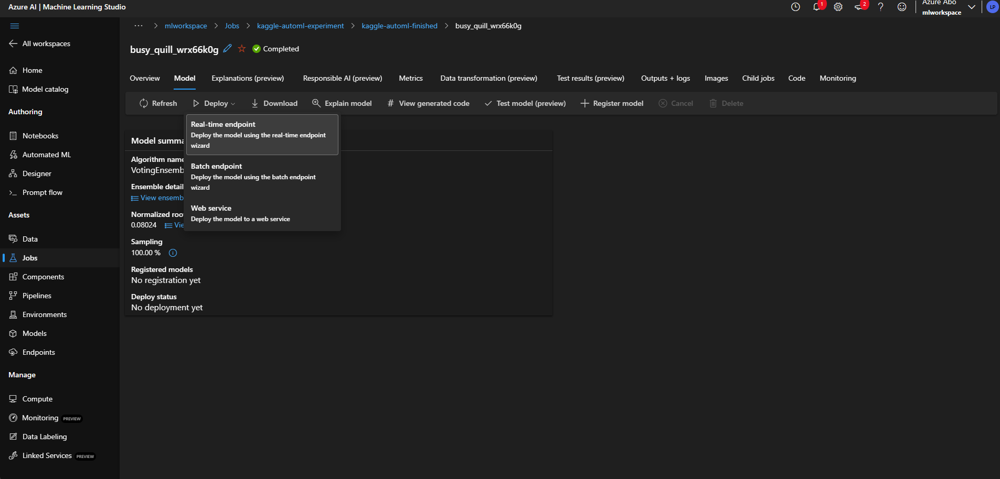 Azure AI | Machine Learning Studio
1
2
Azure Abo
mlworkspace
LP
All workspaces
Home
Model catalog
Authoring
Notebooks
Automated ML
Designer
Prompt flow
Assets
Data
Jobs
Components
Pipelines
Environments
Models
Endpoints
Manage
Compute
Monitoring PREVIEW
Data Labeling
Linked Services PREVIEW
... > mlworkspace > Jobs > kaggle-automl-experiment > kaggle-automl-finished > busy_quill_wrx66k0g
busy_quill_wrx66k0g Completed
Overview Model Explanations (preview) Responsible AI (preview) Metrics Data transformation (preview) Test results (preview) Outputs + logs Images Child jobs Code Monitoring
Refresh Deploy Download Explain model # View generated code Test model (preview) Register model Cancel Delete
Real-time endpoint
Deploy the model using the real-time endpoint
wizard
Batch endpoint
Deploy the model using the batch endpoint
wizard
Web service
Deploy the model to a web service
Model summa
Algorithm name
VotingEnsemb
Ensemble detail
View ensemb
Normalized roo
0.08024 Vie
Sampling
100.00 %
Registered models
No registration yet
Deploy status
No deployment yet